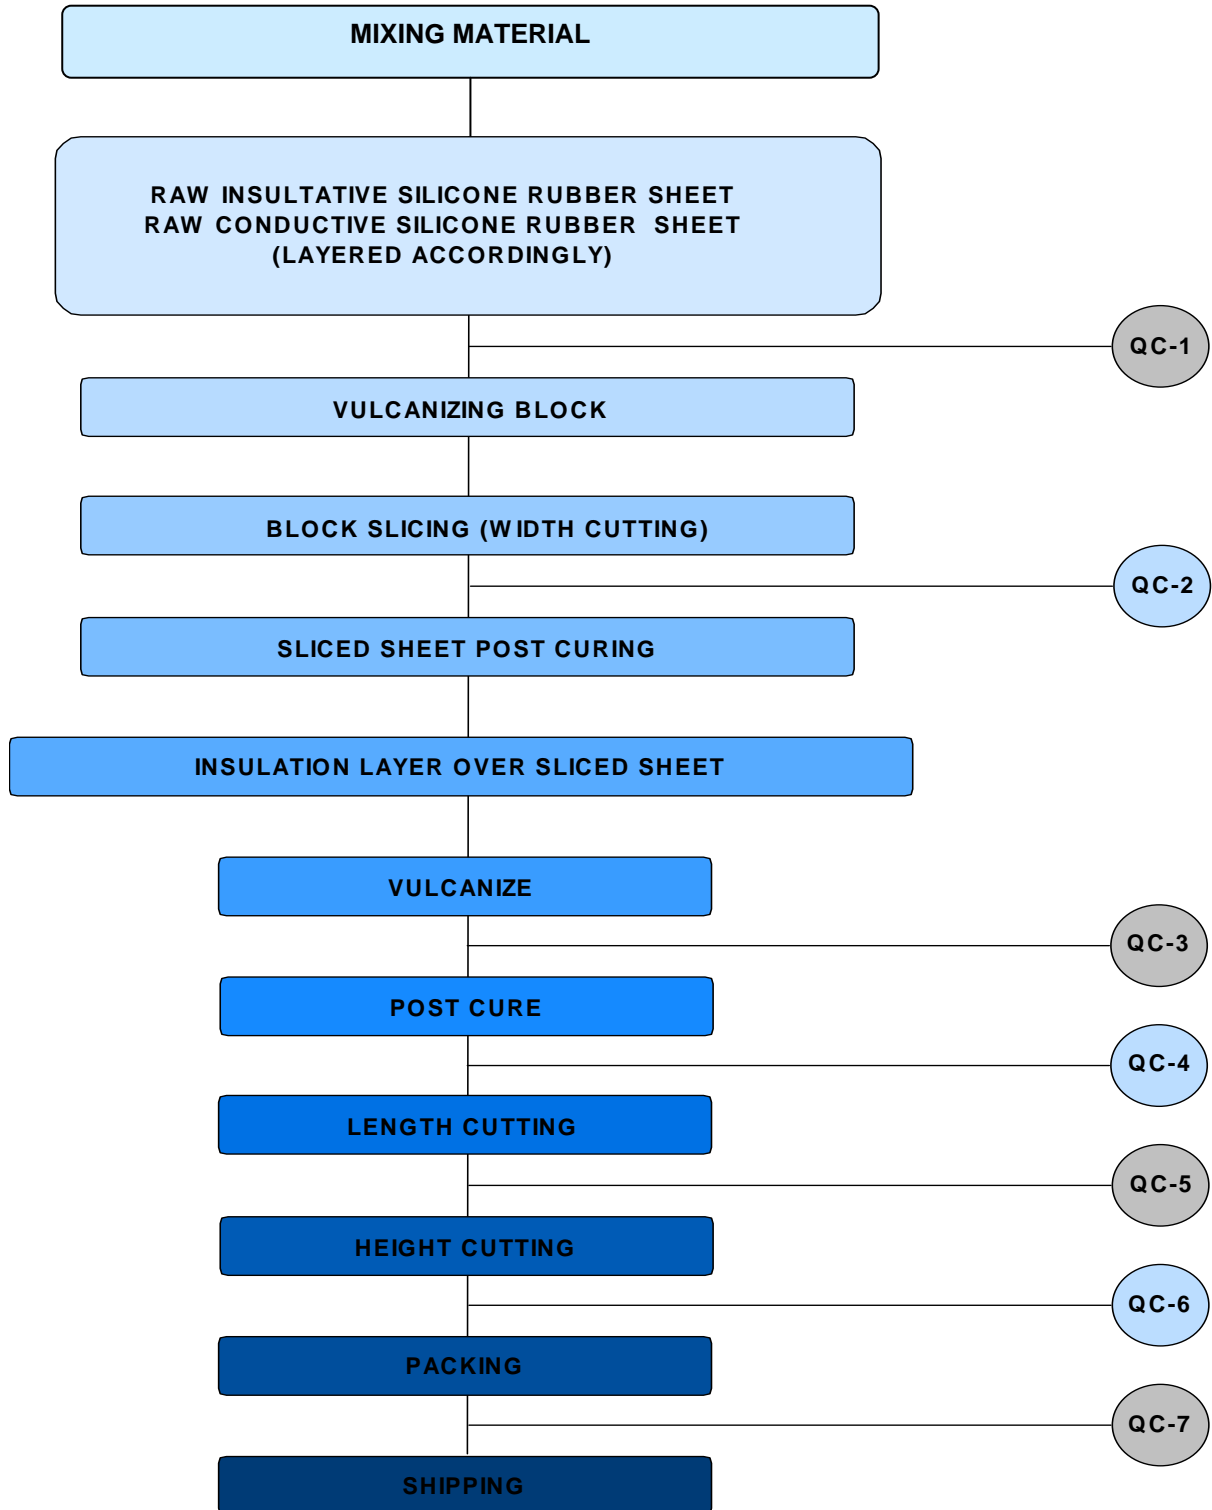 MIXING MATERIAL
RAW INSULTATIVE SILICONE RUBBER SHEET
RAW CONDUCTIVE SILICONE RUBBER SHEET
(LAYERED ACCORDINGLY)
QC-1
VULCANIZING BLOCK
BLOCK SLICING (WIDTH CUTTING)
QC-2
SLICED SHEET POST CURING
INSULATION LAYER OVER SLICED SHEET
VULCANIZE
QC-3
POST CURE
QC-4
LENGTH CUTTING
QC-5
HEIGHT CUTTING
QC-6
PACKING
QC-7
SHIPPING